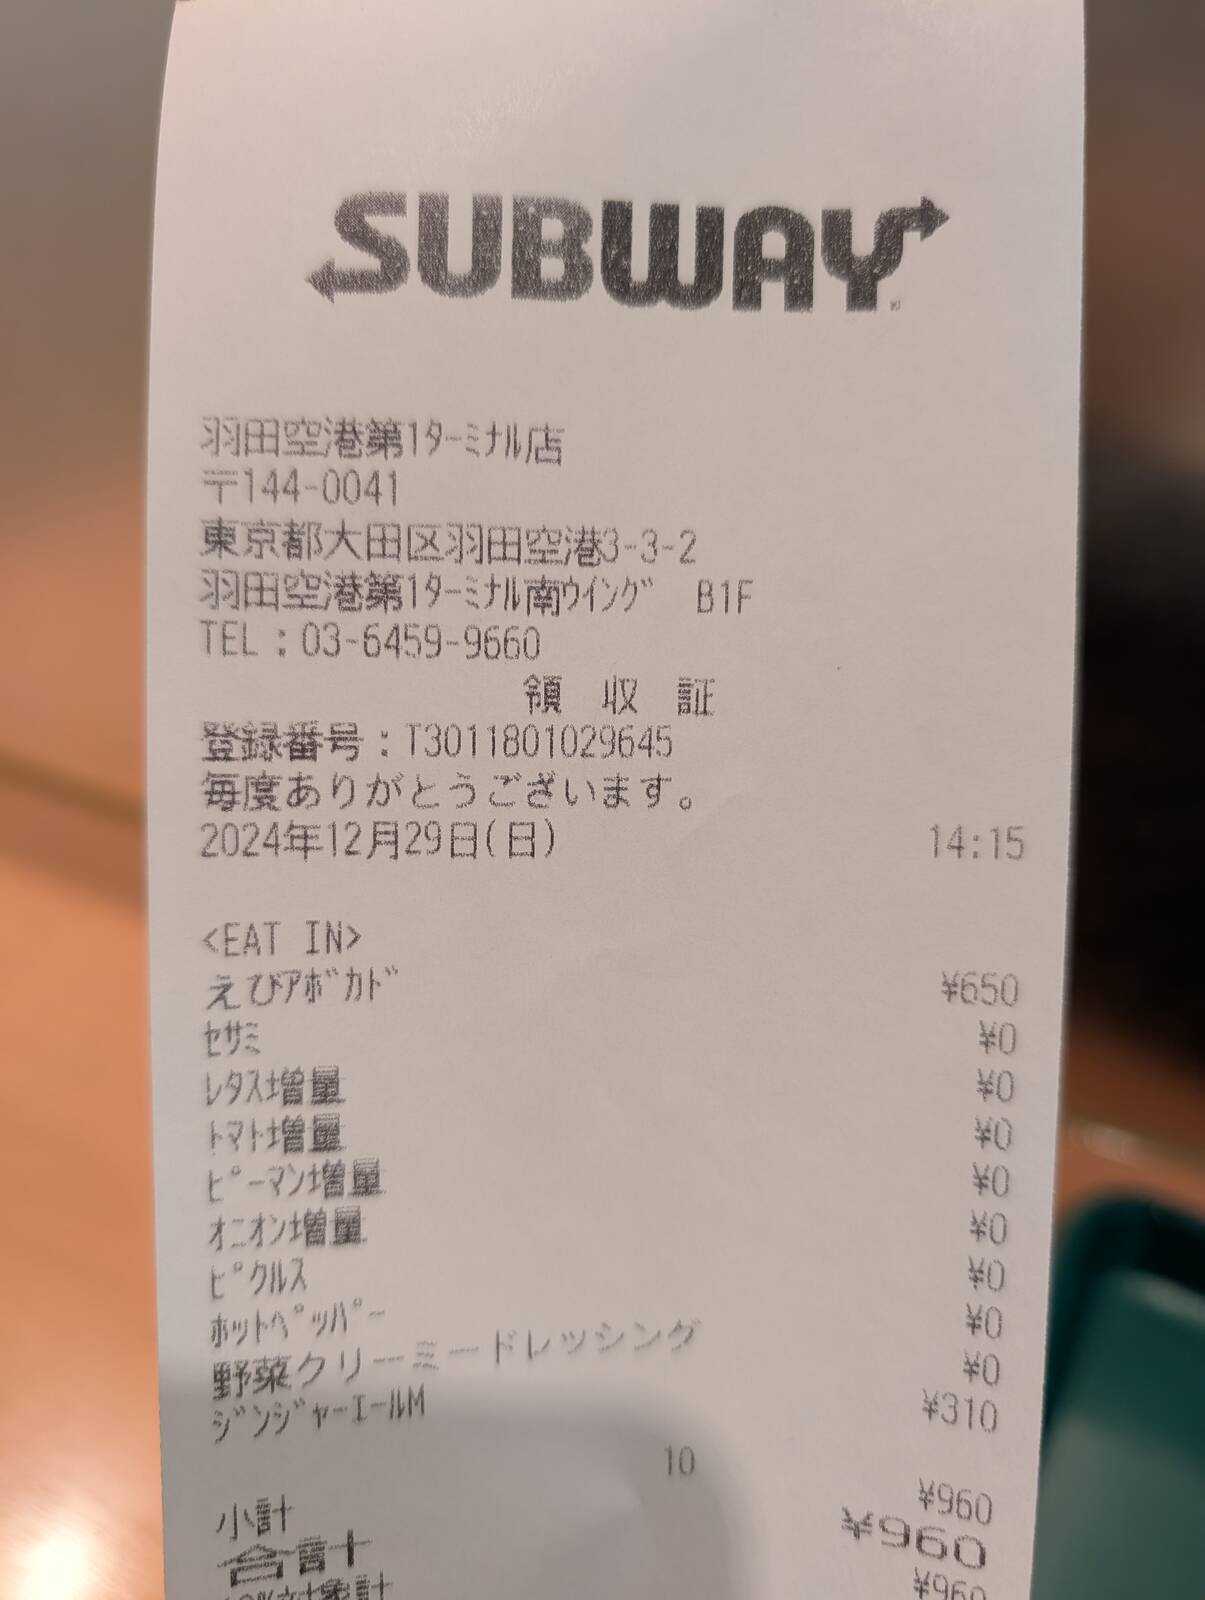 SUBWAY
羽田空港第1ﾀｰﾐﾅﾙ店
〒144-0041
東京都大田区羽田空港3-3-2
羽田空港第1ﾀｰﾐﾅﾙ南ｳｲﾝｸﾞ B1F
TEL：03-6459-9660
領 収 証
登録番号：T3011801029645
毎度ありがとうございます。
2024年12月29日(日) 14:15
<EAT IN>
えびｱﾎﾞｶﾄﾞ ¥650
ｾｻﾐ ¥0
ﾚﾀｽ増量 ¥0
ﾄﾏﾄ増量 ¥0
ﾋﾟｰﾏﾝ増量 ¥0
ｵﾆｵﾝ増量 ¥0
ﾋﾟｸﾙｽ ¥0
ﾎｯﾄﾍﾟｯﾊﾟｰ ¥0
野菜クリーミードレッシング ¥0
ｼﾞﾝｼﾞｬｰｴｰﾙM ¥310
10
小計 ¥960
合計 ¥960
10%対象計 ¥960